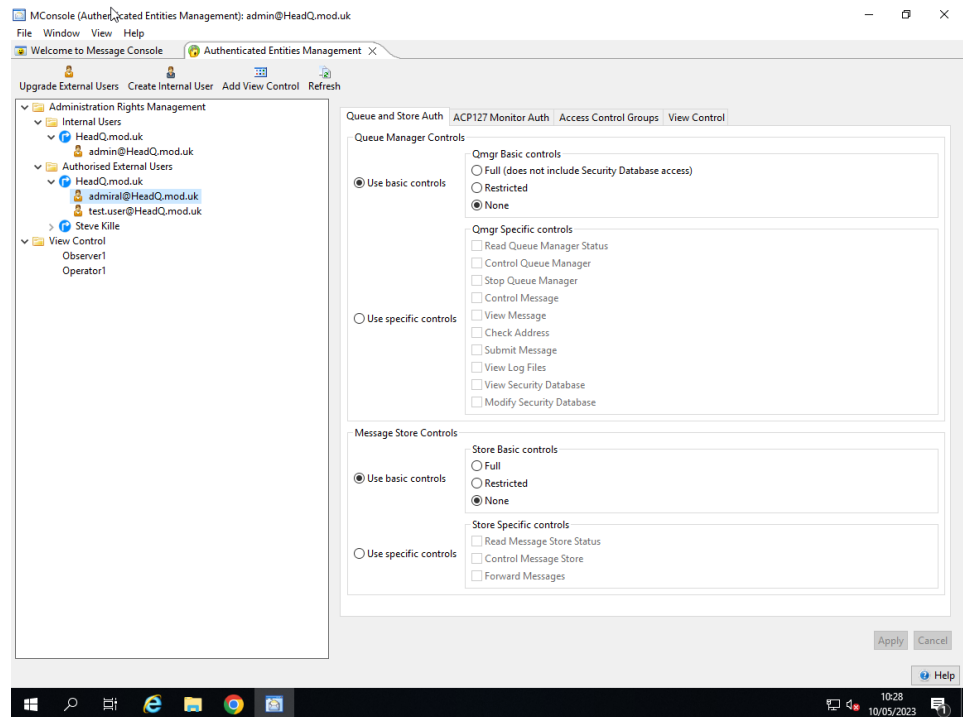 MConsole (Authenticated Entities Management): admin@HeadQ.mod.uk
File Window View Help
Welcome to Message Console Authenticated Entities Management
Upgrade External Users Create Internal User Add View Control Refresh
Administration Rights Management
Internal Users
HeadQ.mod.uk
admin@HeadQ.mod.uk
Authorised External Users
HeadQ.mod.uk
admiral@HeadQ.mod.uk
test.user@HeadQ.mod.uk
Steve Kille
View Control
Observer1
Operator1
Queue and Store Auth ACP127 Monitor Auth Access Control Groups View Control
Queue Manager Controls
Use basic controls
Qmgr Basic controls
Full (does not include Security Database access)
Restricted
None
Use specific controls
Qmgr Specific controls
Read Queue Manager Status
Control Queue Manager
Stop Queue Manager
Control Message
View Message
Check Address
Submit Message
View Log Files
View Security Database
Modify Security Database
Message Store Controls
Use basic controls
Store Basic controls
Full
Restricted
None
Use specific controls
Store Specific controls
Read Message Store Status
Control Message Store
Forward Messages
Apply Cancel
Help
10:28
10/05/2023
1